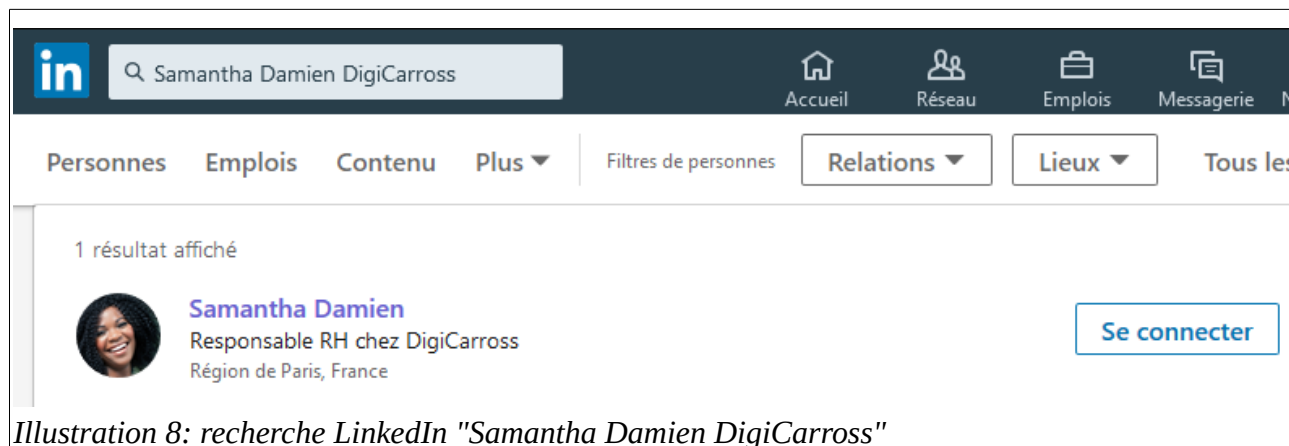 in Samantha Damien DigiCarross
Accueil Réseau Emplois Messagerie N
Personnes Emplois Contenu Plus Filtres de personnes Relations Lieux Tous les
1 résultat affiché
Samantha Damien
Responsable RH chez DigiCarross
Région de Paris, France
Se connecter
Illustration 8: recherche LinkedIn "Samantha Damien DigiCarross"